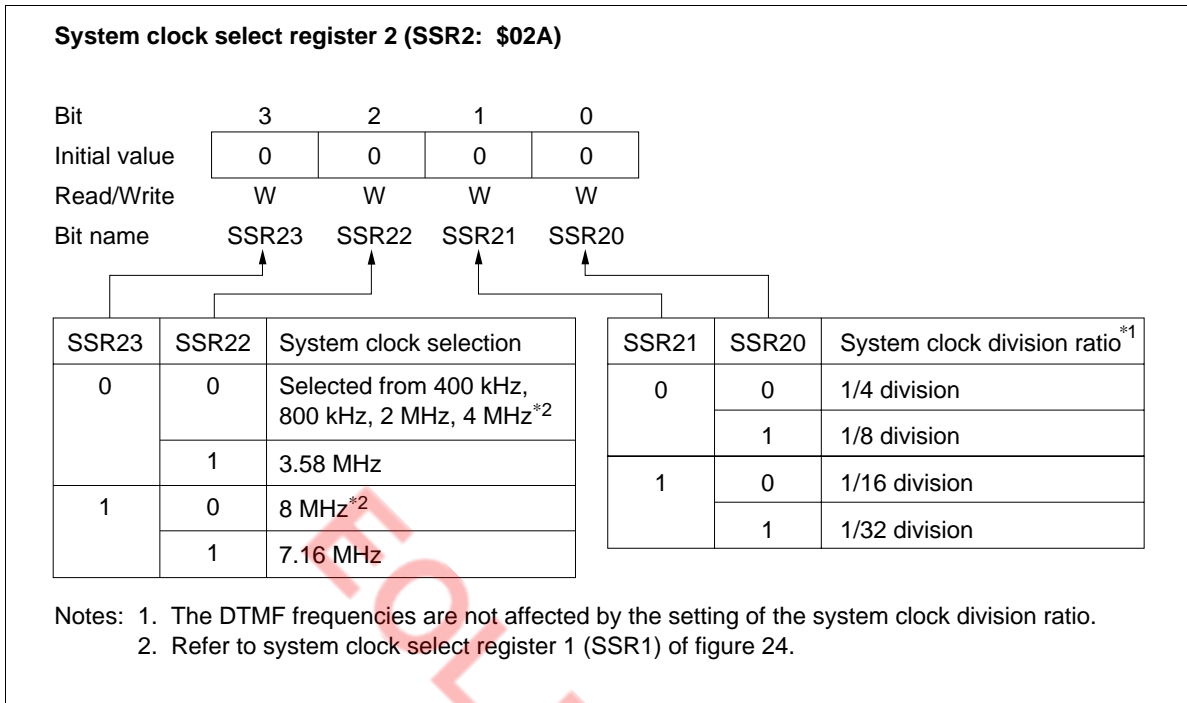 System clock select register 2 (SSR2: $02A)
Bit 3 2 1 0
Initial value 0 0 0 0
Read/Write W W W W
Bit name SSR23 SSR22 SSR21 SSR20
SSR23 SSR22 System clock selection
0 0 Selected from 400 kHz,
800 kHz, 2 MHz, 4 MHz*2
1 3.58 MHz
1 0 8 MHz*2
1 7.16 MHz
SSR21 SSR20 System clock division ratio*1
0 0 1/4 division
1 1/8 division
1 0 1/16 division
1 1/32 division
Notes: 1. The DTMF frequencies are not affected by the setting of the system clock division ratio.
2. Refer to system clock select register 1 (SSR1) of figure 24.
EOL